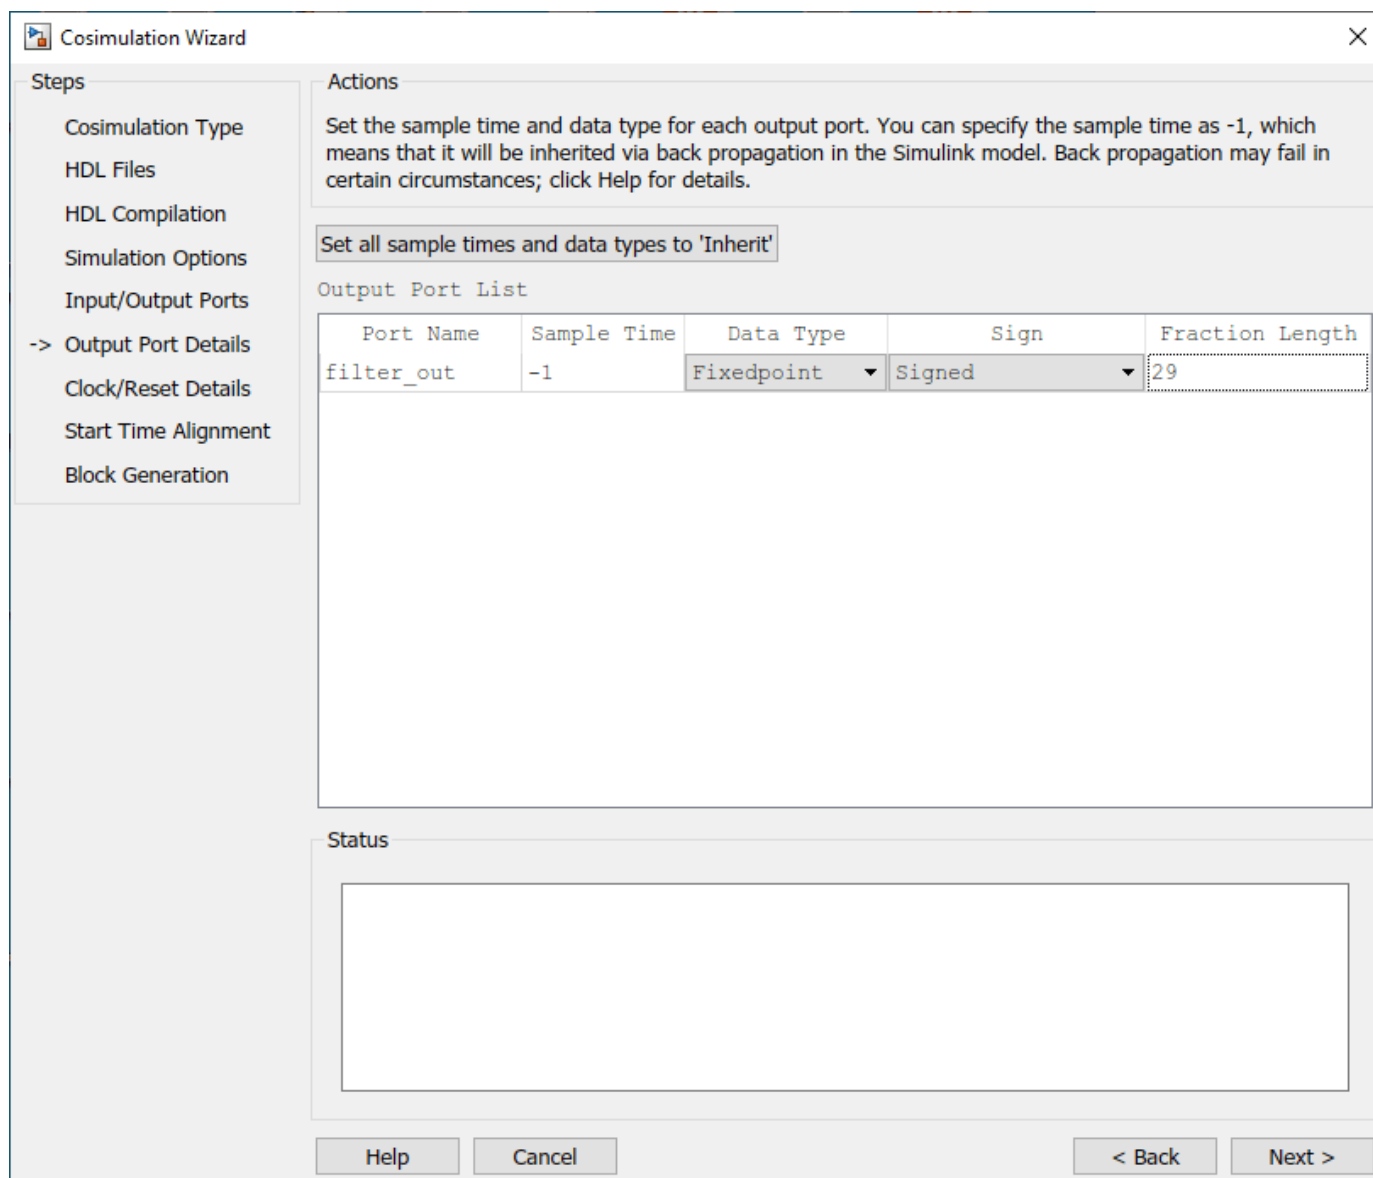 Cosimulation Wizard
Steps
Cosimulation Type
HDL Files
HDL Compilation
Simulation Options
Input/Output Ports
-> Output Port Details
Clock/Reset Details
Start Time Alignment
Block Generation
Actions
Set the sample time and data type for each output port. You can specify the sample time as -1, which
means that it will be inherited via back propagation in the Simulink model. Back propagation may fail in
certain circumstances; click Help for details.
Set all sample times and data types to 'Inherit'
Output Port List
Port Name Sample Time Data Type Sign Fraction Length
filter_out -1 Fixedpoint Signed 29
Status
Help Cancel < Back Next >